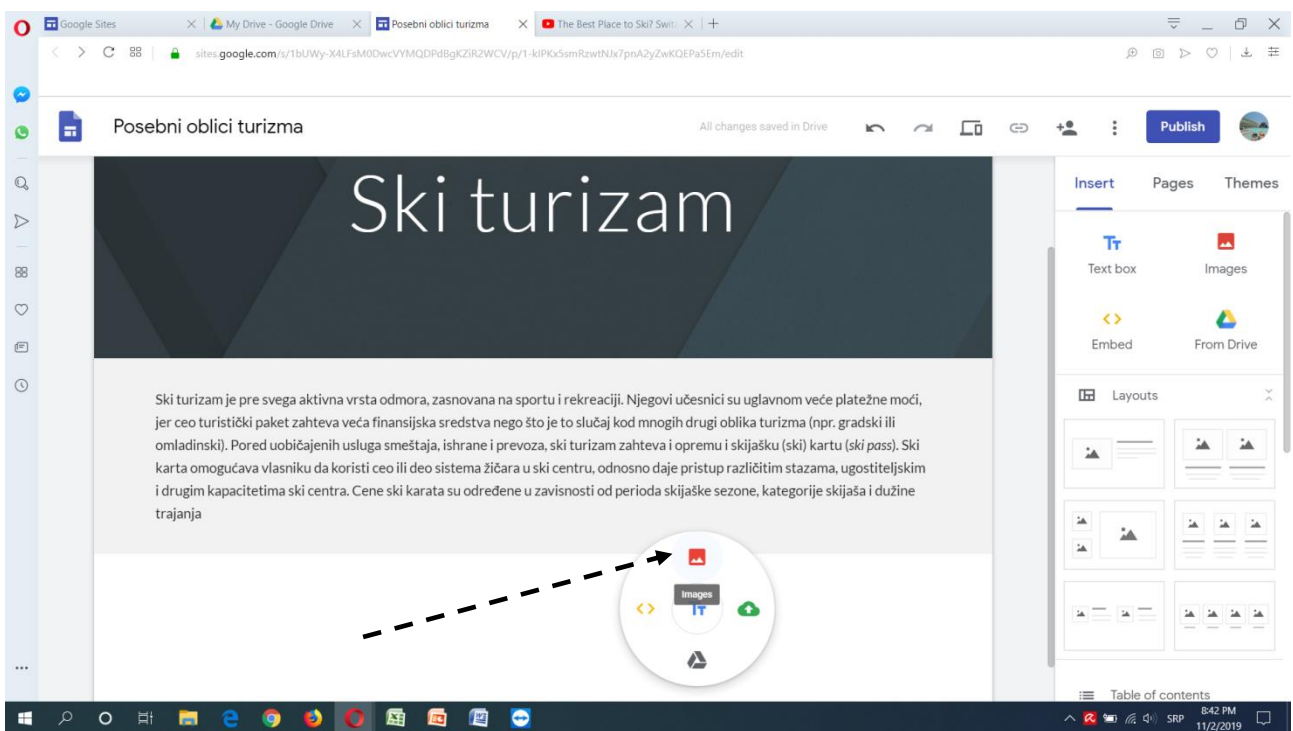 Google Sites
My Drive - Google Drive
Posebni oblici turizma
The Best Place to Ski? Swit
sites.google.com/s/1bUWy-X4LFsM0DwcVYMQDPdBgKZiR2WCV/p/1-kIPKx5smRzwtNJx7pnA2yZwKQEPa5Em/edit
Posebni oblici turizma
All changes saved in Drive
Publish
Insert Pages Themes
Ski turizam
Text box Images
Embed From Drive
Layouts
Ski turizam je pre svega aktivna vrsta odmora, zasnovana na sportu i rekreaciji. Njegovi učesnici su uglavnom veće platežne moći,
jer ceo turistički paket zahteva veća finansijska sredstva nego što je to slučaj kod mnogih drugi oblika turizma (npr. gradski ili
omladinski). Pored uobičajenih usluga smeštaja, ishrane i prevoza, ski turizam zahteva i opremu i skijašku (ski) kartu (ski pass). Ski
karta omogućava vlasniku da koristi ceo ili deo sistema žičara u ski centru, odnosno daje pristup različitim stazama, ugostiteljskim
i drugim kapacitetima ski centra. Cene ski karata su određene u zavisnosti od perioda skijaške sezone, kategorije skijaša i dužine
trajanja
Images
Table of contents
SRP
8:42 PM
11/2/2019